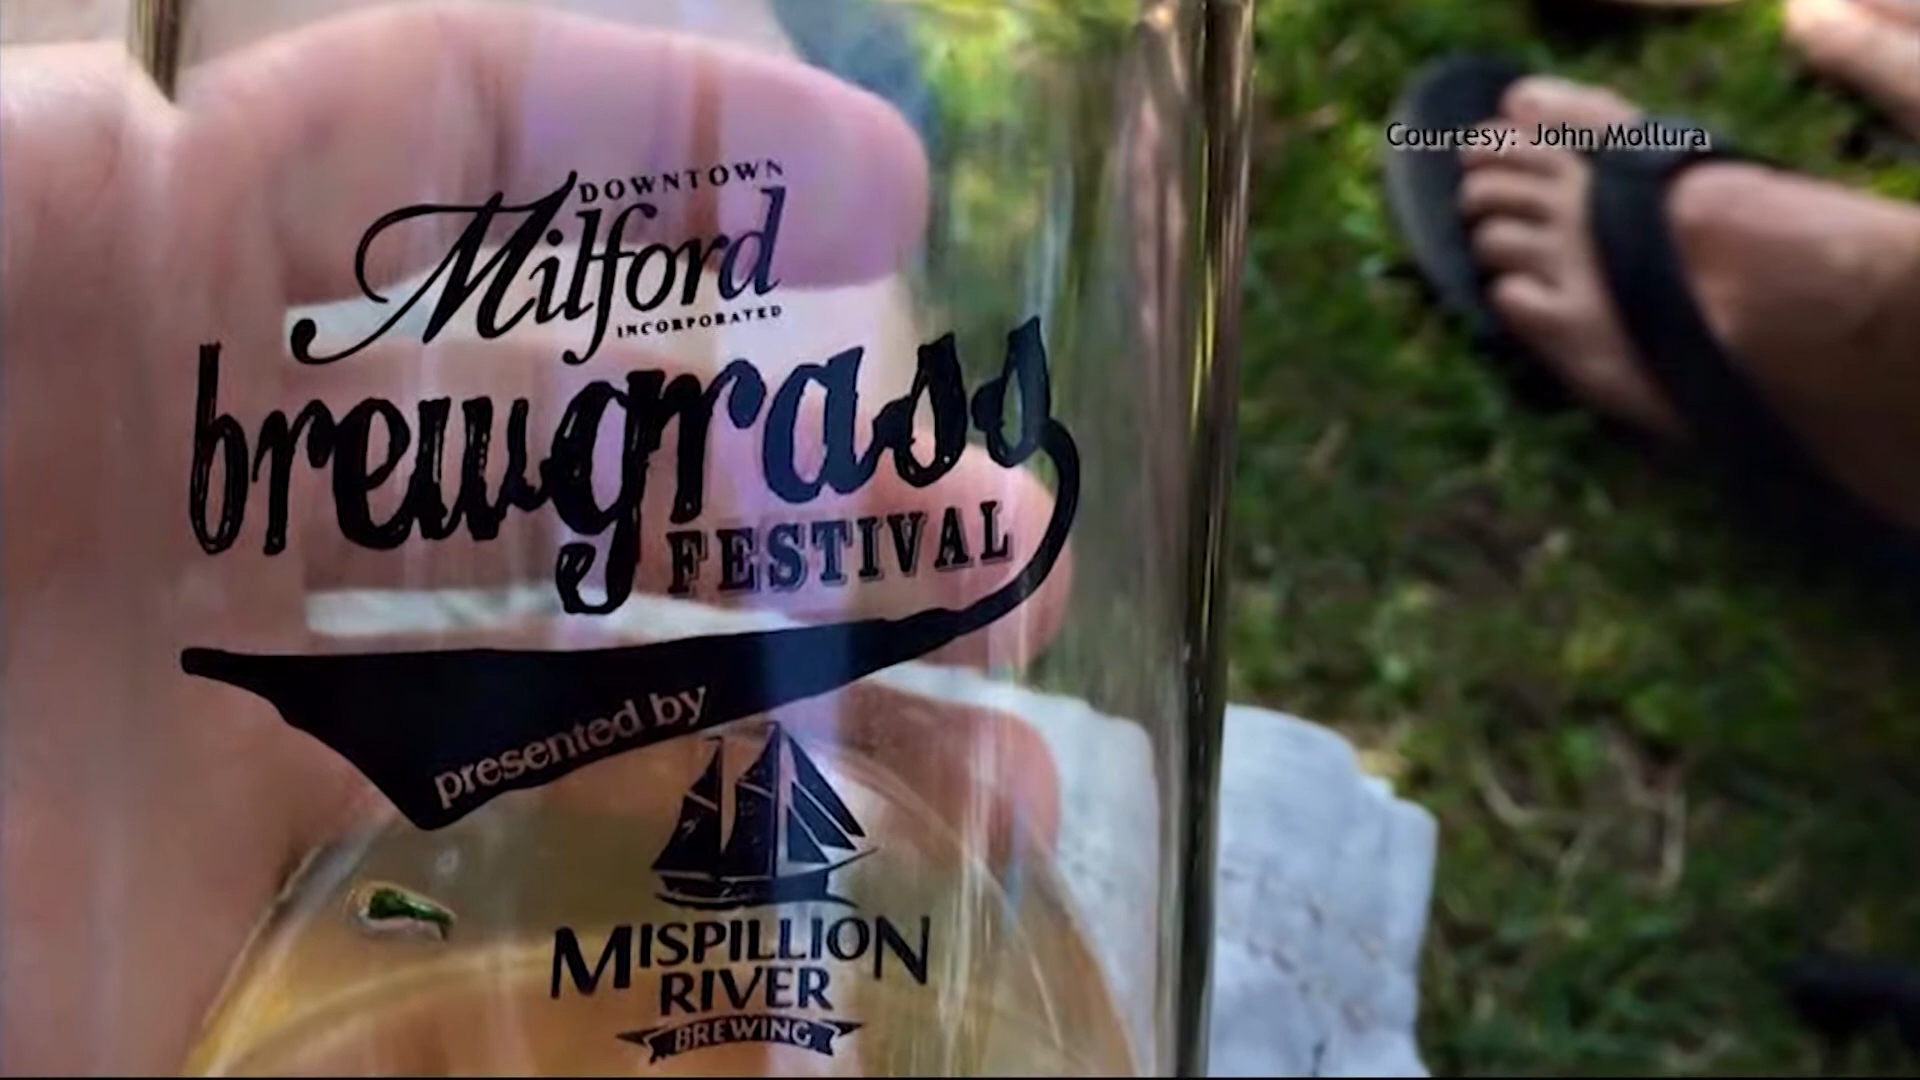 Courtesy: John Mollura
DOWNTOWN
Milford
INCORPORATED
brewgrass
FESTIVAL
presented by
MISPILLION
RIVER
BREWING